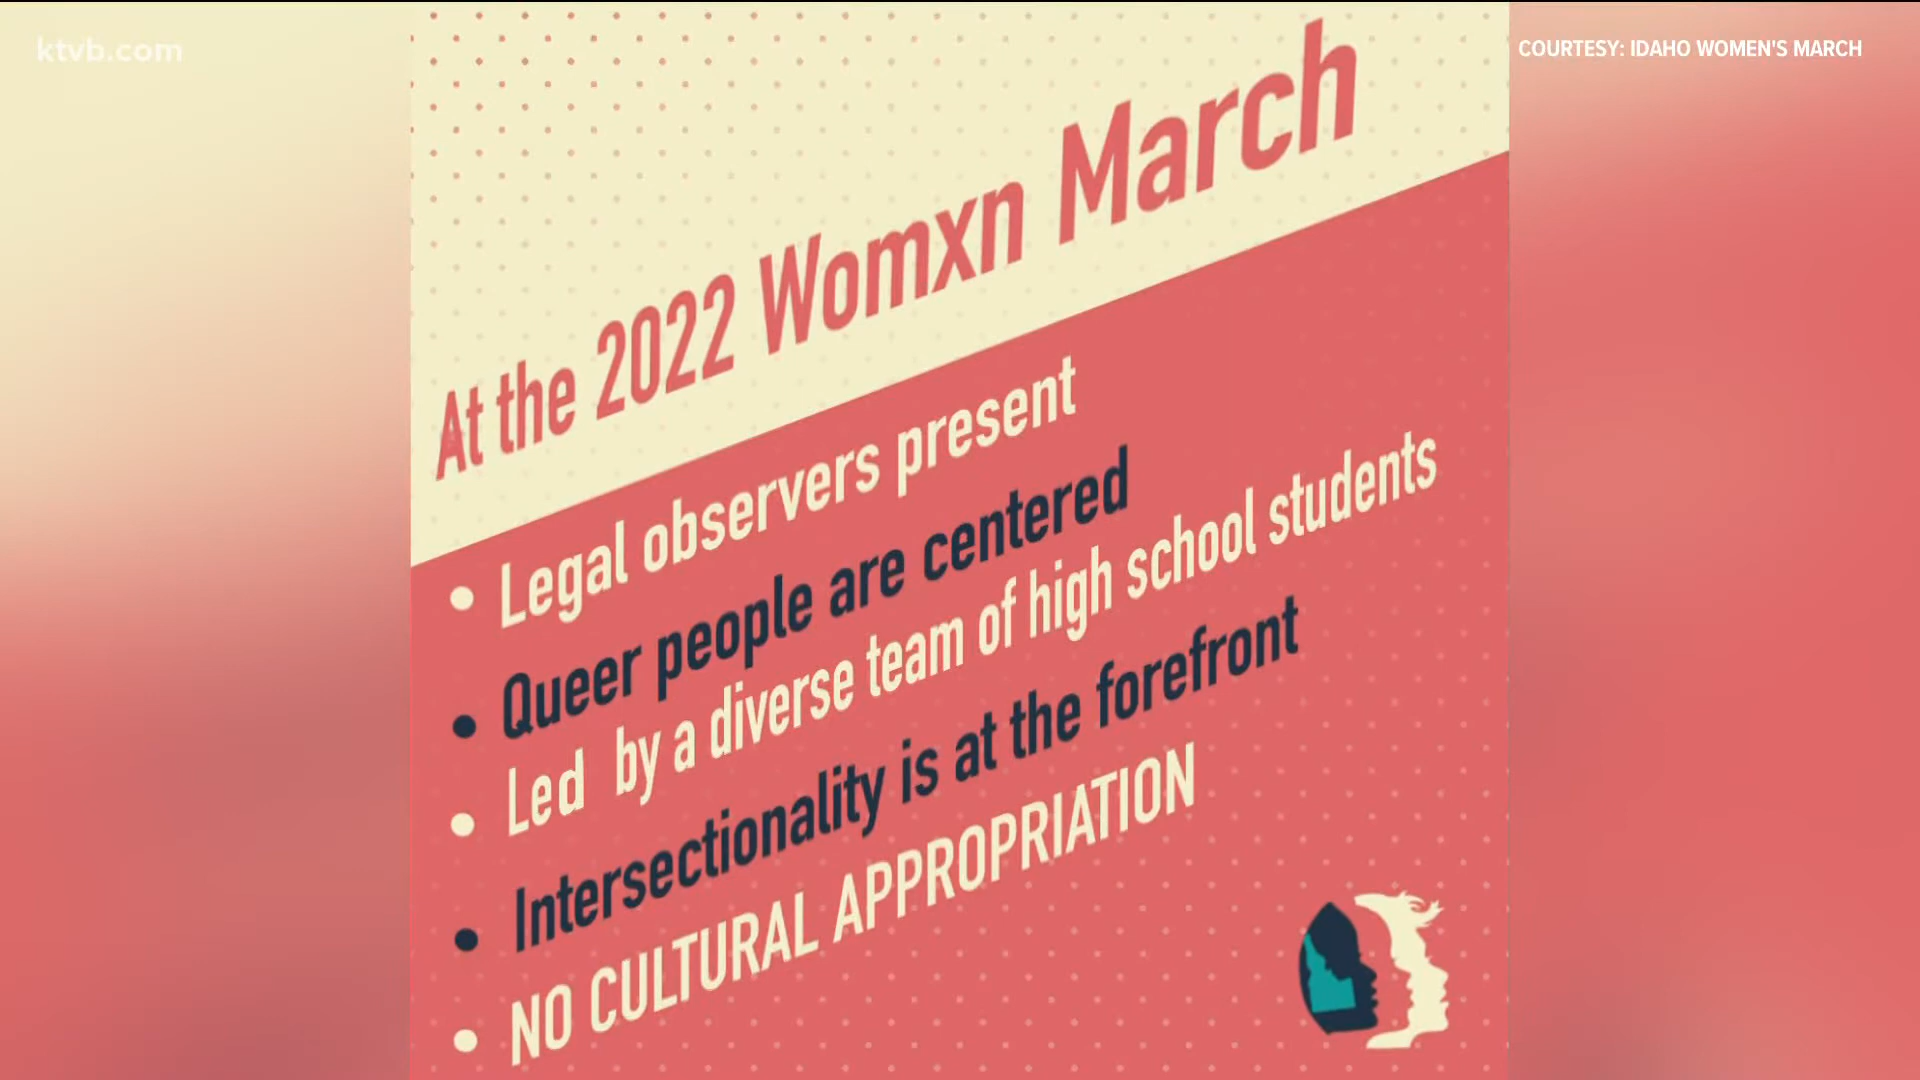 ktvb.com
COURTESY: IDAHO WOMEN'S MARCH
At the 2022 Womxn March
• Legal observers present
• Queer people are centered
• Led by a diverse team of high school students
• Intersectionality is at the forefront
• NO CULTURAL APPROPRIATION